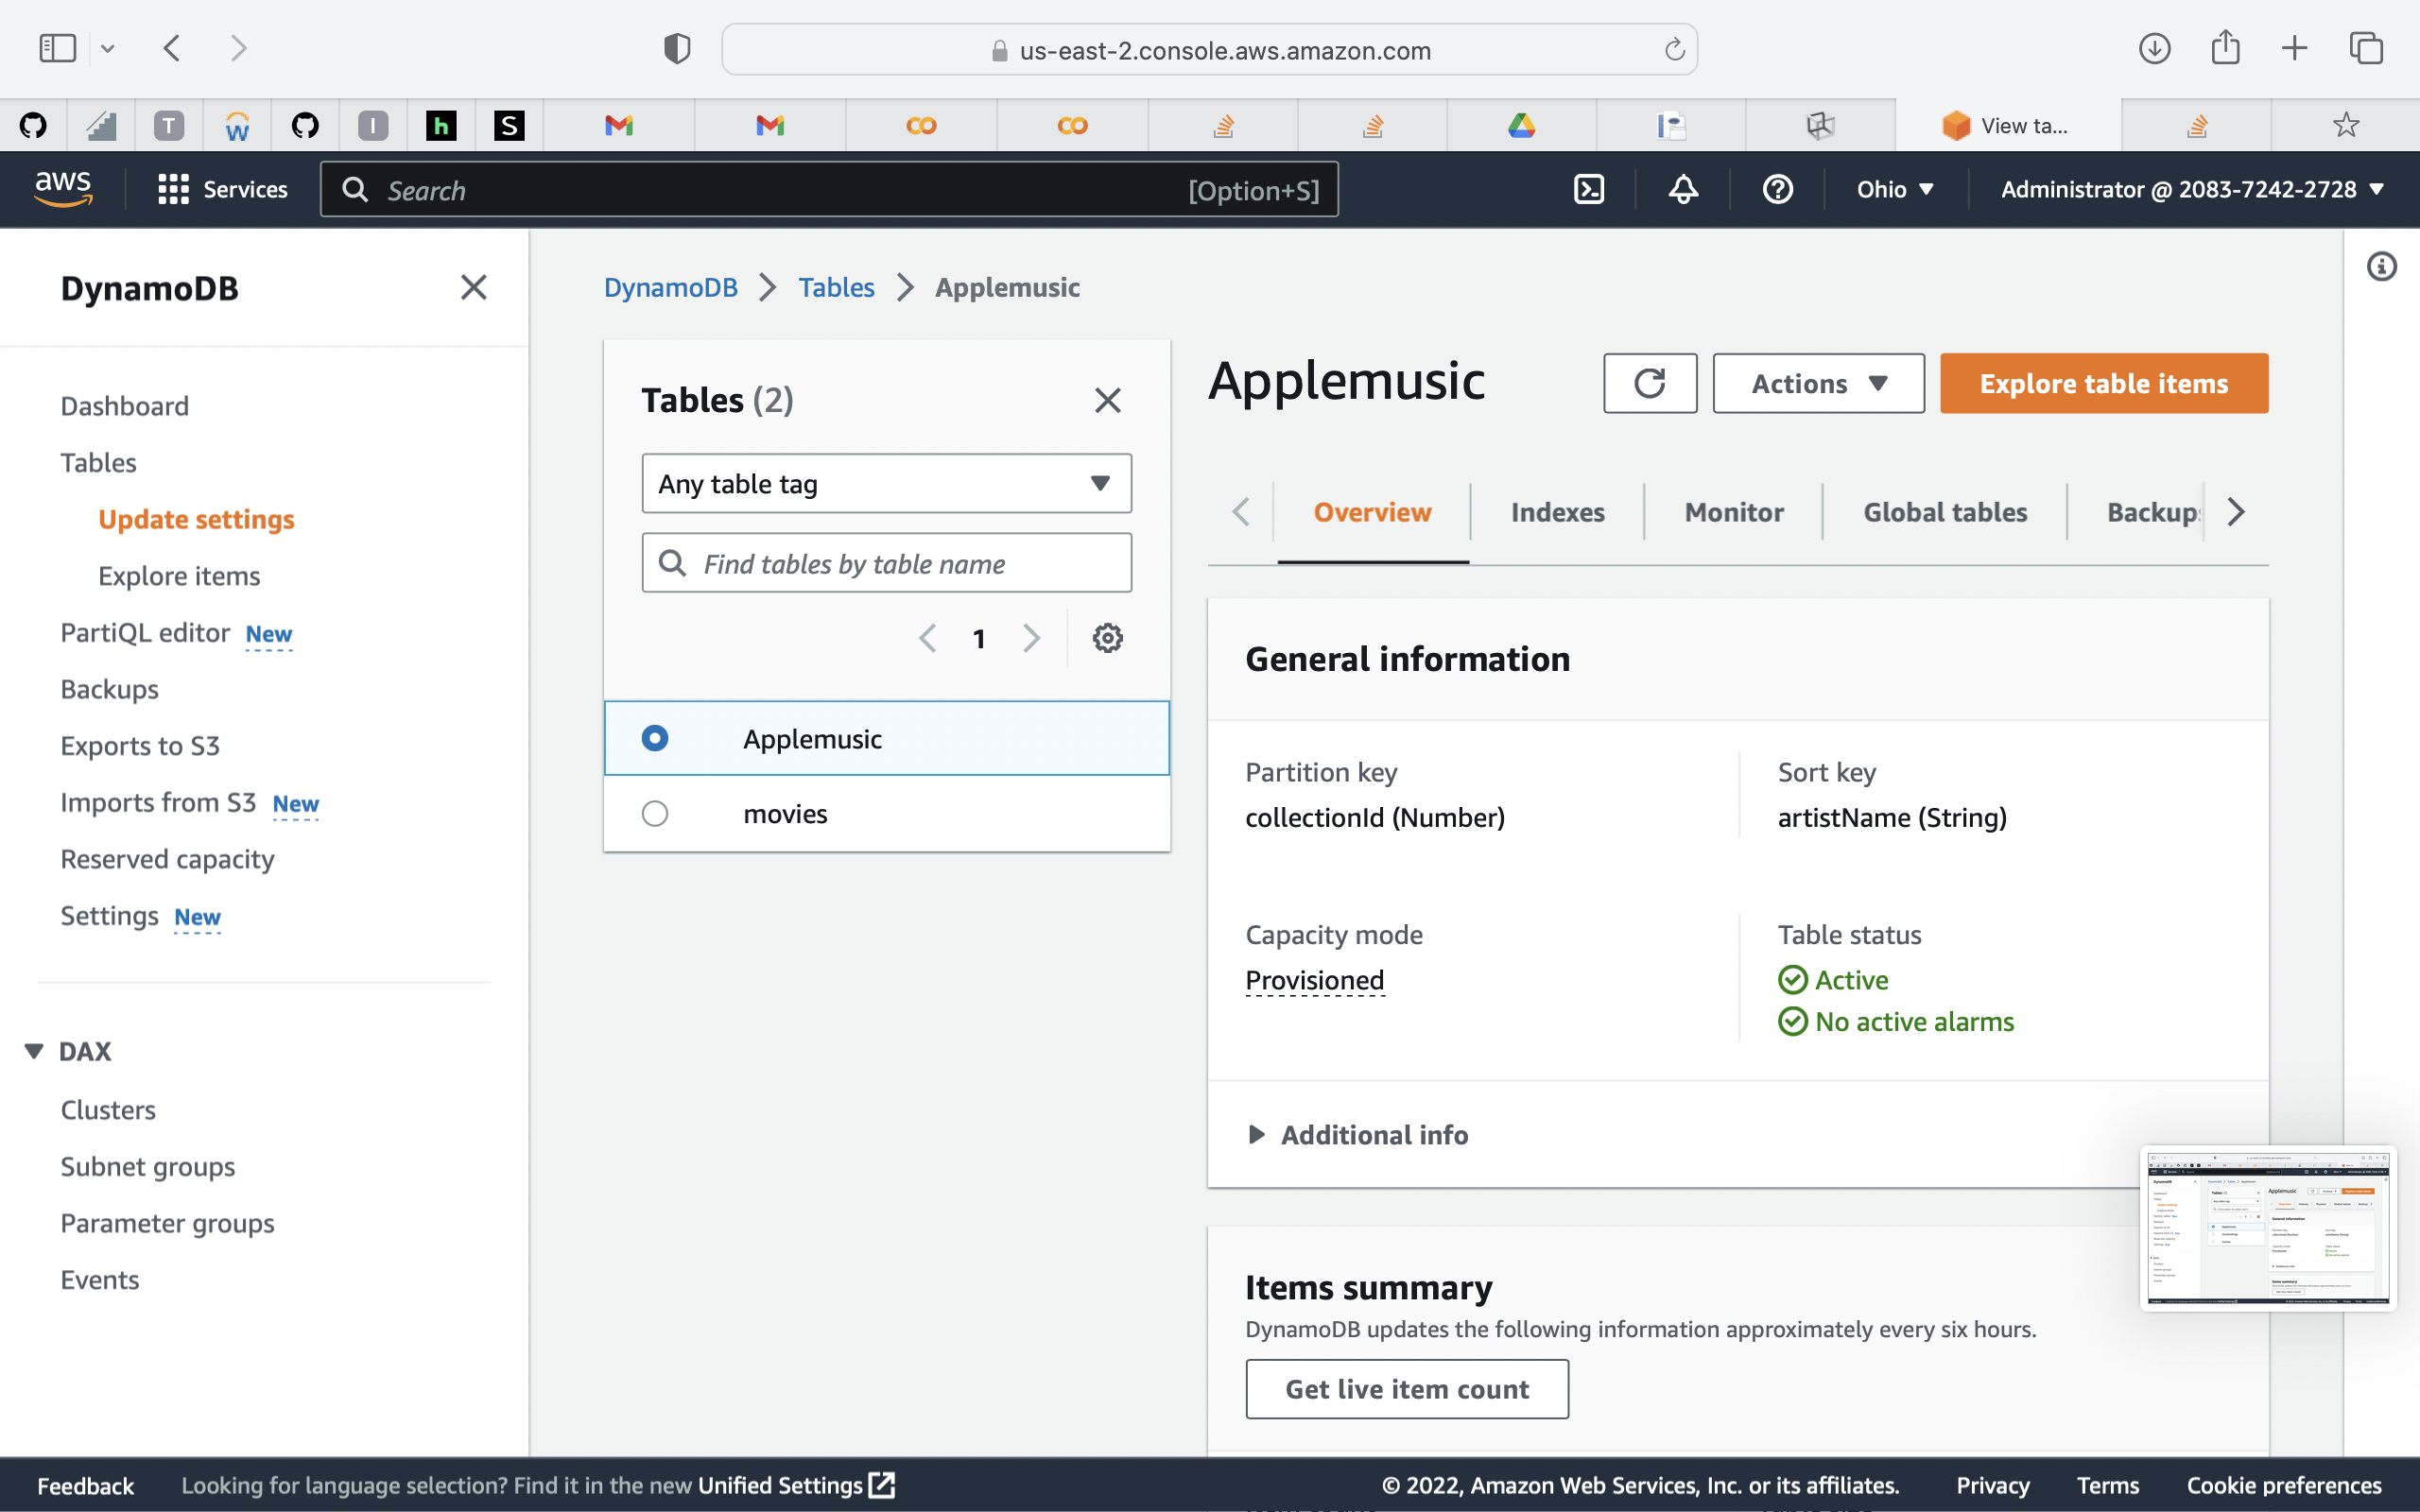 us-east-2.console.aws.amazon.com
T
W
I
h
S
View ta...
aws
Services
Search
[Option+S]
Ohio
Administrator @ 2083-7242-2728
DynamoDB
Dashboard
Tables
Update settings
Explore items
PartiQL editor New
Backups
Exports to S3
Imports from S3 New
Reserved capacity
Settings New
DAX
Clusters
Subnet groups
Parameter groups
Events
DynamoDB
Tables
Applemusic
Tables (2)
Any table tag
Find tables by table name
1
Applemusic
movies
Applemusic
Actions
Explore table items
Overview
Indexes
Monitor
Global tables
Backups
General information
Partition key
collectionId (Number)
Sort key
artistName (String)
Capacity mode
Provisioned
Table status
Active
No active alarms
Additional info
Items summary
DynamoDB updates the following information approximately every six hours.
Get live item count
Feedback
Looking for language selection? Find it in the new Unified Settings
© 2022, Amazon Web Services, Inc. or its affiliates.
Privacy
Terms
Cookie preferences